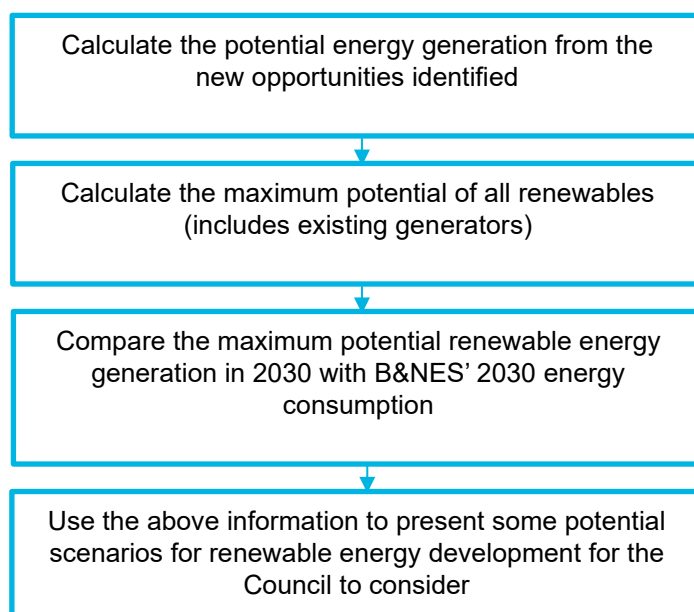 Calculate the potential energy generation from the
new opportunities identified
Calculate the maximum potential of all renewables
(includes existing generators)
Compare the maximum potential renewable energy
generation in 2030 with B&NES’ 2030 energy
consumption
Use the above information to present some potential
scenarios for renewable energy development for the
Council to consider